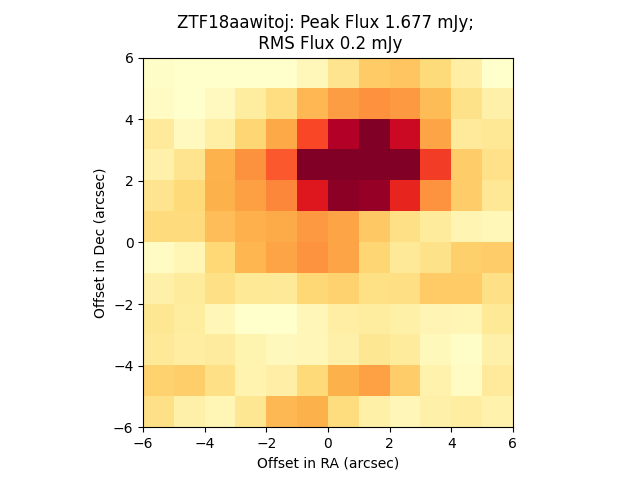 ZTF18aawitoj: Peak Flux 1.677 mJy;
RMS Flux 0.2 mJy
6
4
2
0
−2
−4
−6
Offset in Dec (arcsec)
−6 −4 −2 0 2 4 6
Offset in RA (arcsec)